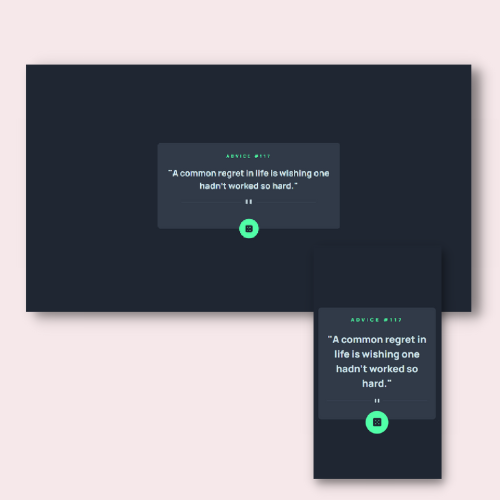 ADVICE #117
"A common regret in life is wishing one
hadn't worked so hard."
ADVICE #117
"A common regret in
life is wishing one
hadn't worked so
hard."